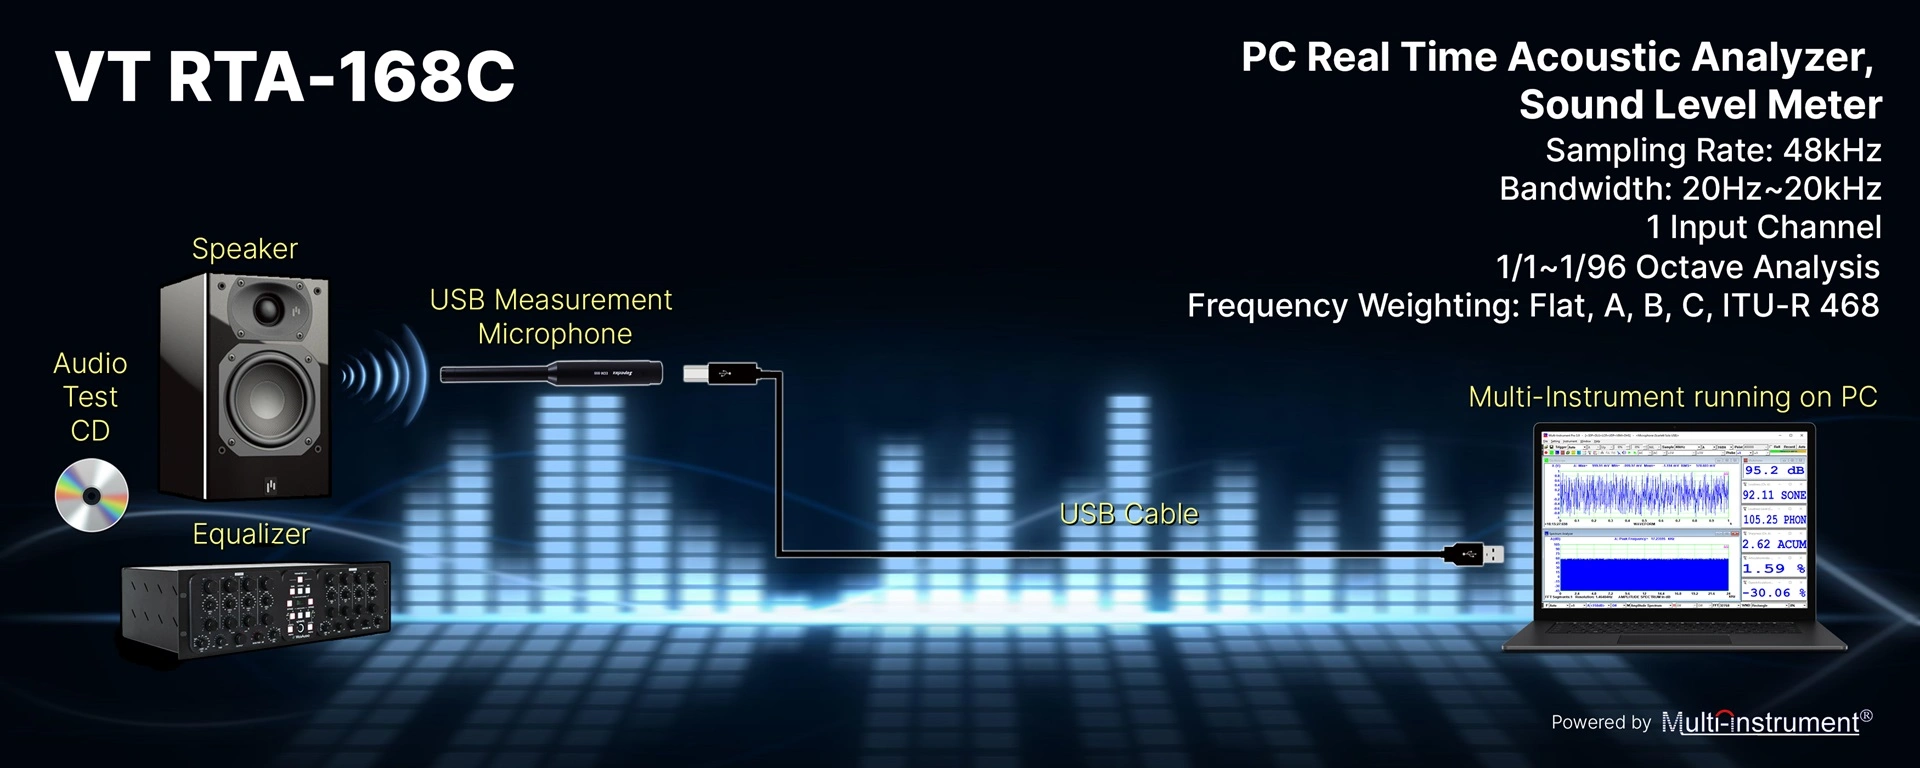 VT RTA-168C
PC Real Time Acoustic Analyzer,
Sound Level Meter
Sampling Rate: 48kHz
Bandwidth: 20Hz~20kHz
1 Input Channel
1/1~1/96 Octave Analysis
Frequency Weighting: Flat, A, B, C, ITU-R 468
Speaker
USB Measurement
Microphone
Audio
Test
CD
Equalizer
USB Cable
Multi-Instrument running on PC
95.2 dB
92.11 SONE
105.25 PHON
2.62 ACUM
1.59 %
-30.06 %
Powered by Multi-Instrument®